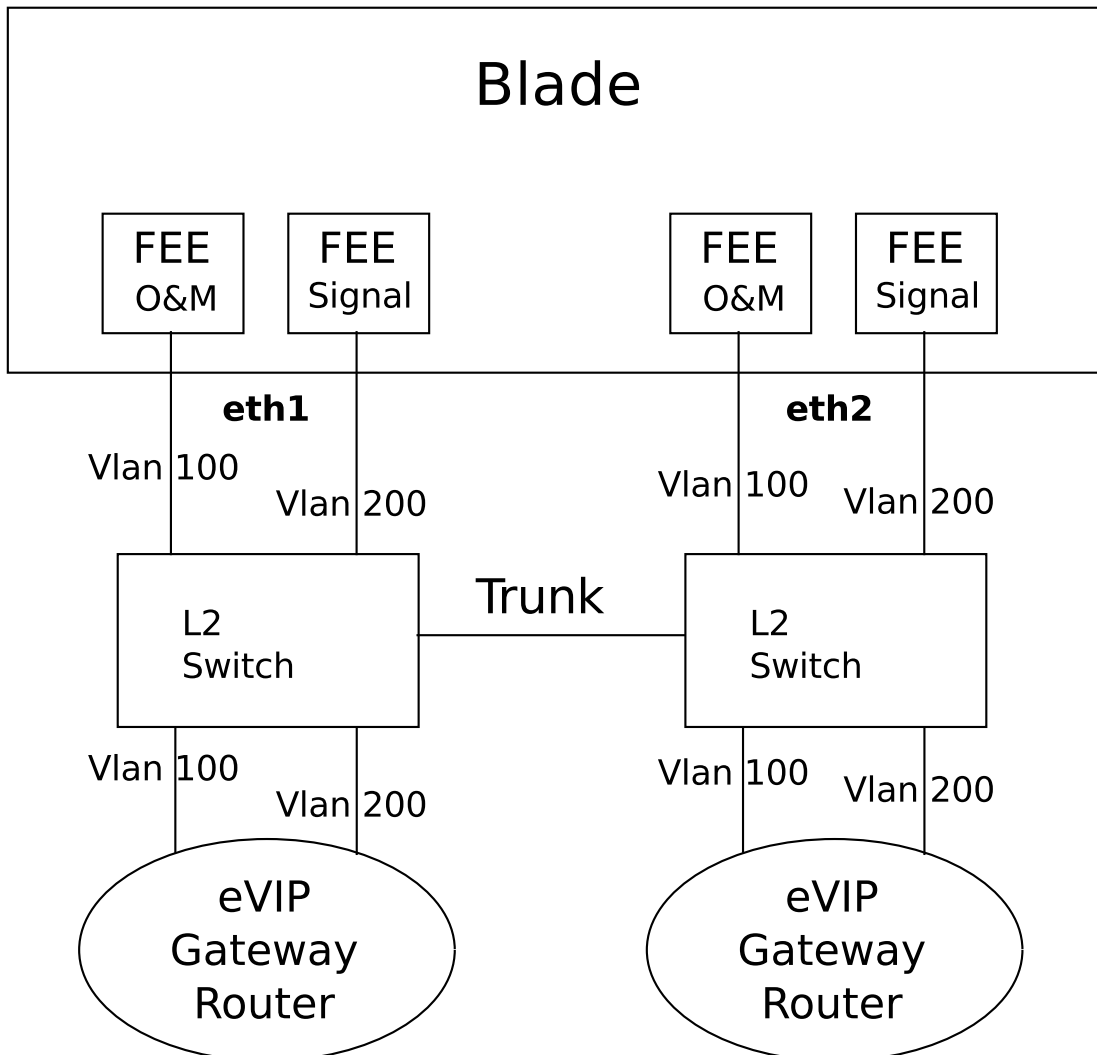 Blade
FEE
O&M
FEE
Signal
FEE
O&M
FEE
Signal
eth1
eth2
Vlan 100
Vlan 200
Vlan 100
Vlan 200
Trunk
L2
Switch
L2
Switch
Vlan 100
Vlan 200
Vlan 100
Vlan 200
eVIP
Gateway
Router
eVIP
Gateway
Router